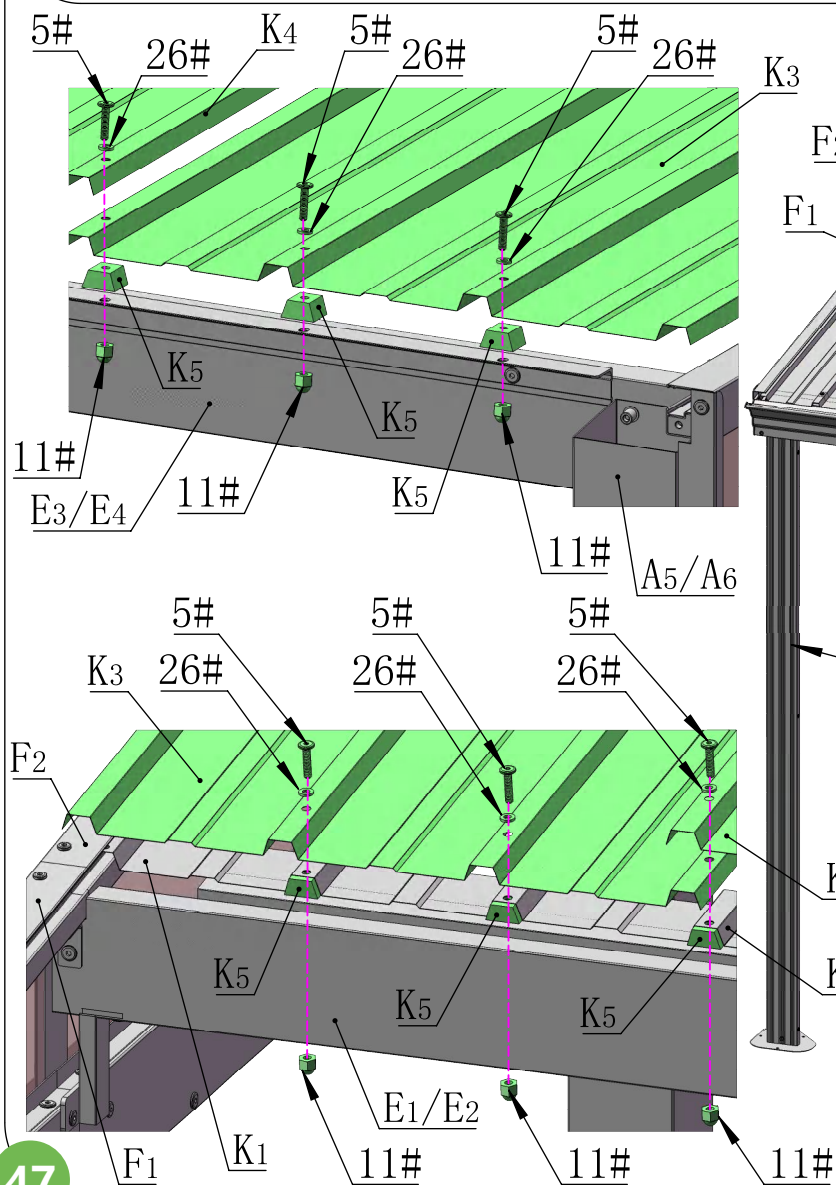 5# 26# K4 5# 26# 5# 26# K3
F1
K5 K5 K5
11# 11# 11#
E3/E4
A5/A6
5# 5# 5#
K3 26# 26# 26#
F2
K5 K5 K5
E1/E2
F1 K1 11# 11# 11#
47